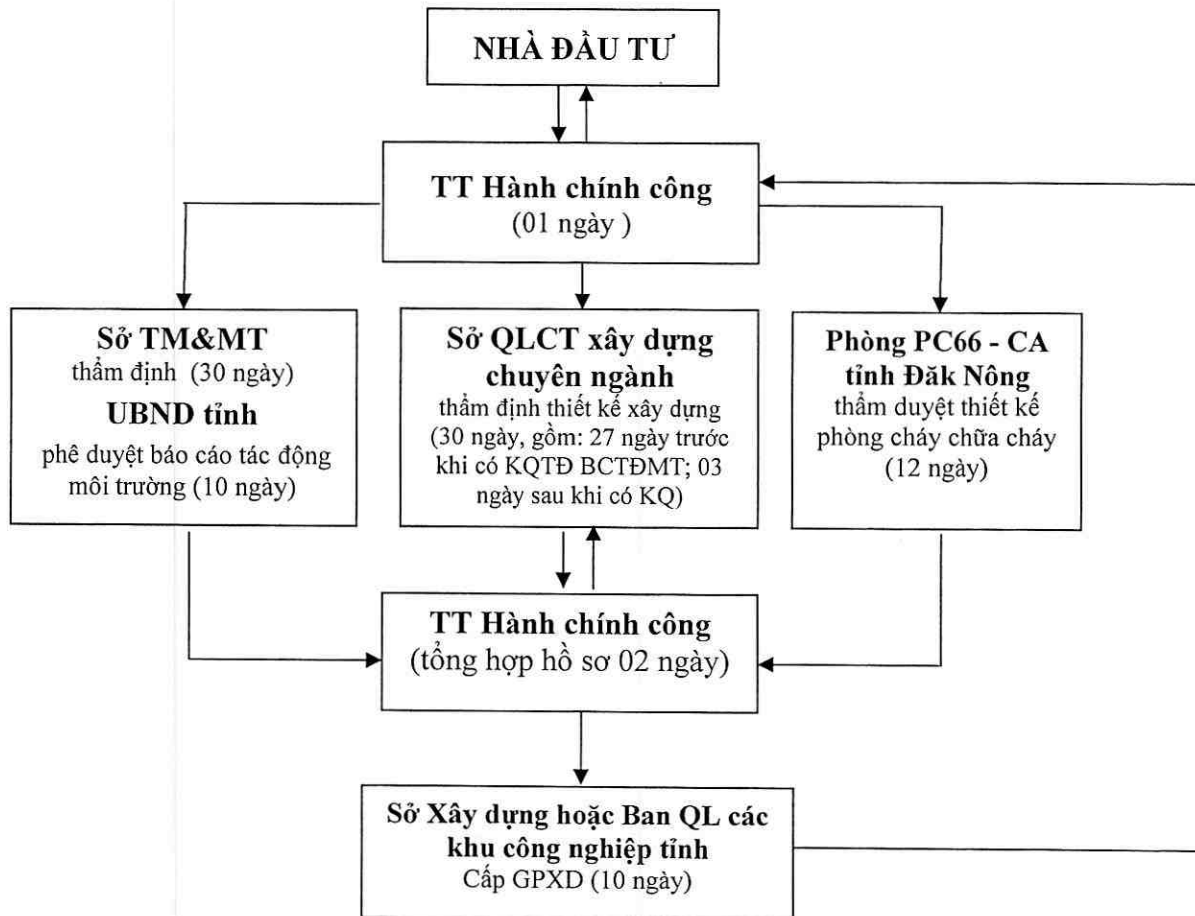 NHÀ ĐẦU TƯ
TT Hành chính công
(01 ngày )
Sở TM&MT
thẩm định (30 ngày)
UBND tỉnh
phê duyệt báo cáo tác động
môi trường (10 ngày)
Sở QLCT xây dựng
chuyên ngành
thẩm định thiết kế xây dựng
(30 ngày, gồm: 27 ngày trước
khi có KQTĐ BCTĐMT; 03
ngày sau khi có KQ)
Phòng PC66 - CA
tỉnh Đăk Nông
thẩm duyệt thiết kế
phòng cháy chữa cháy
(12 ngày)
TT Hành chính công
(tổng hợp hồ sơ 02 ngày)
Sở Xây dựng hoặc Ban QL các
khu công nghiệp tỉnh
Cấp GPXD (10 ngày)